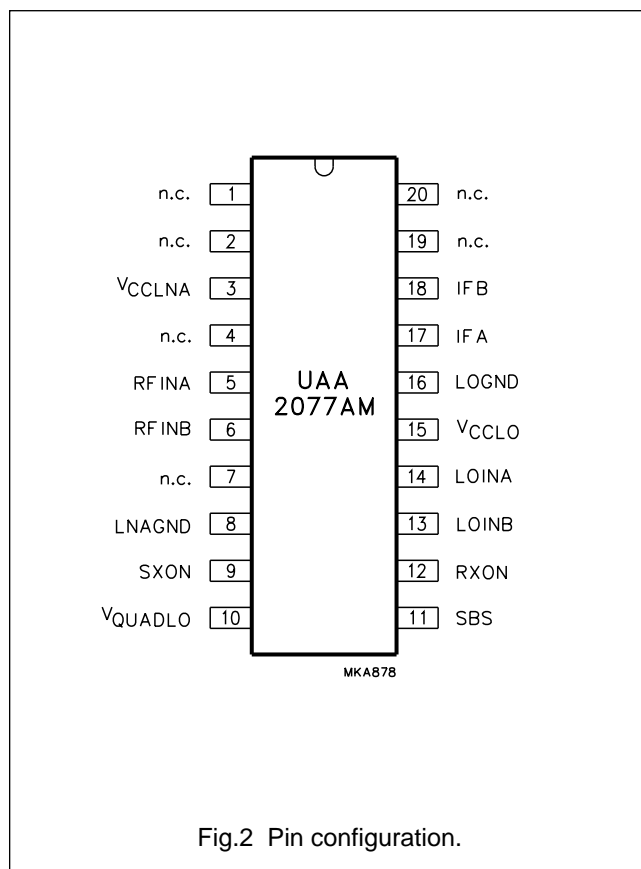 n.c. 1 20 n.c.
n.c. 2 19 n.c.
VCCLNA 3 18 IFB
n.c. 4 17 IFA
RFINA 5 16 LOGND
RFINB 6 15 VCCLO
n.c. 7 14 LOINA
LNAGND 8 13 LOINB
SXON 9 12 RXON
VQUADLO 10 11 SBS
UAA
2077AM
MKA878
Fig.2 Pin configuration.